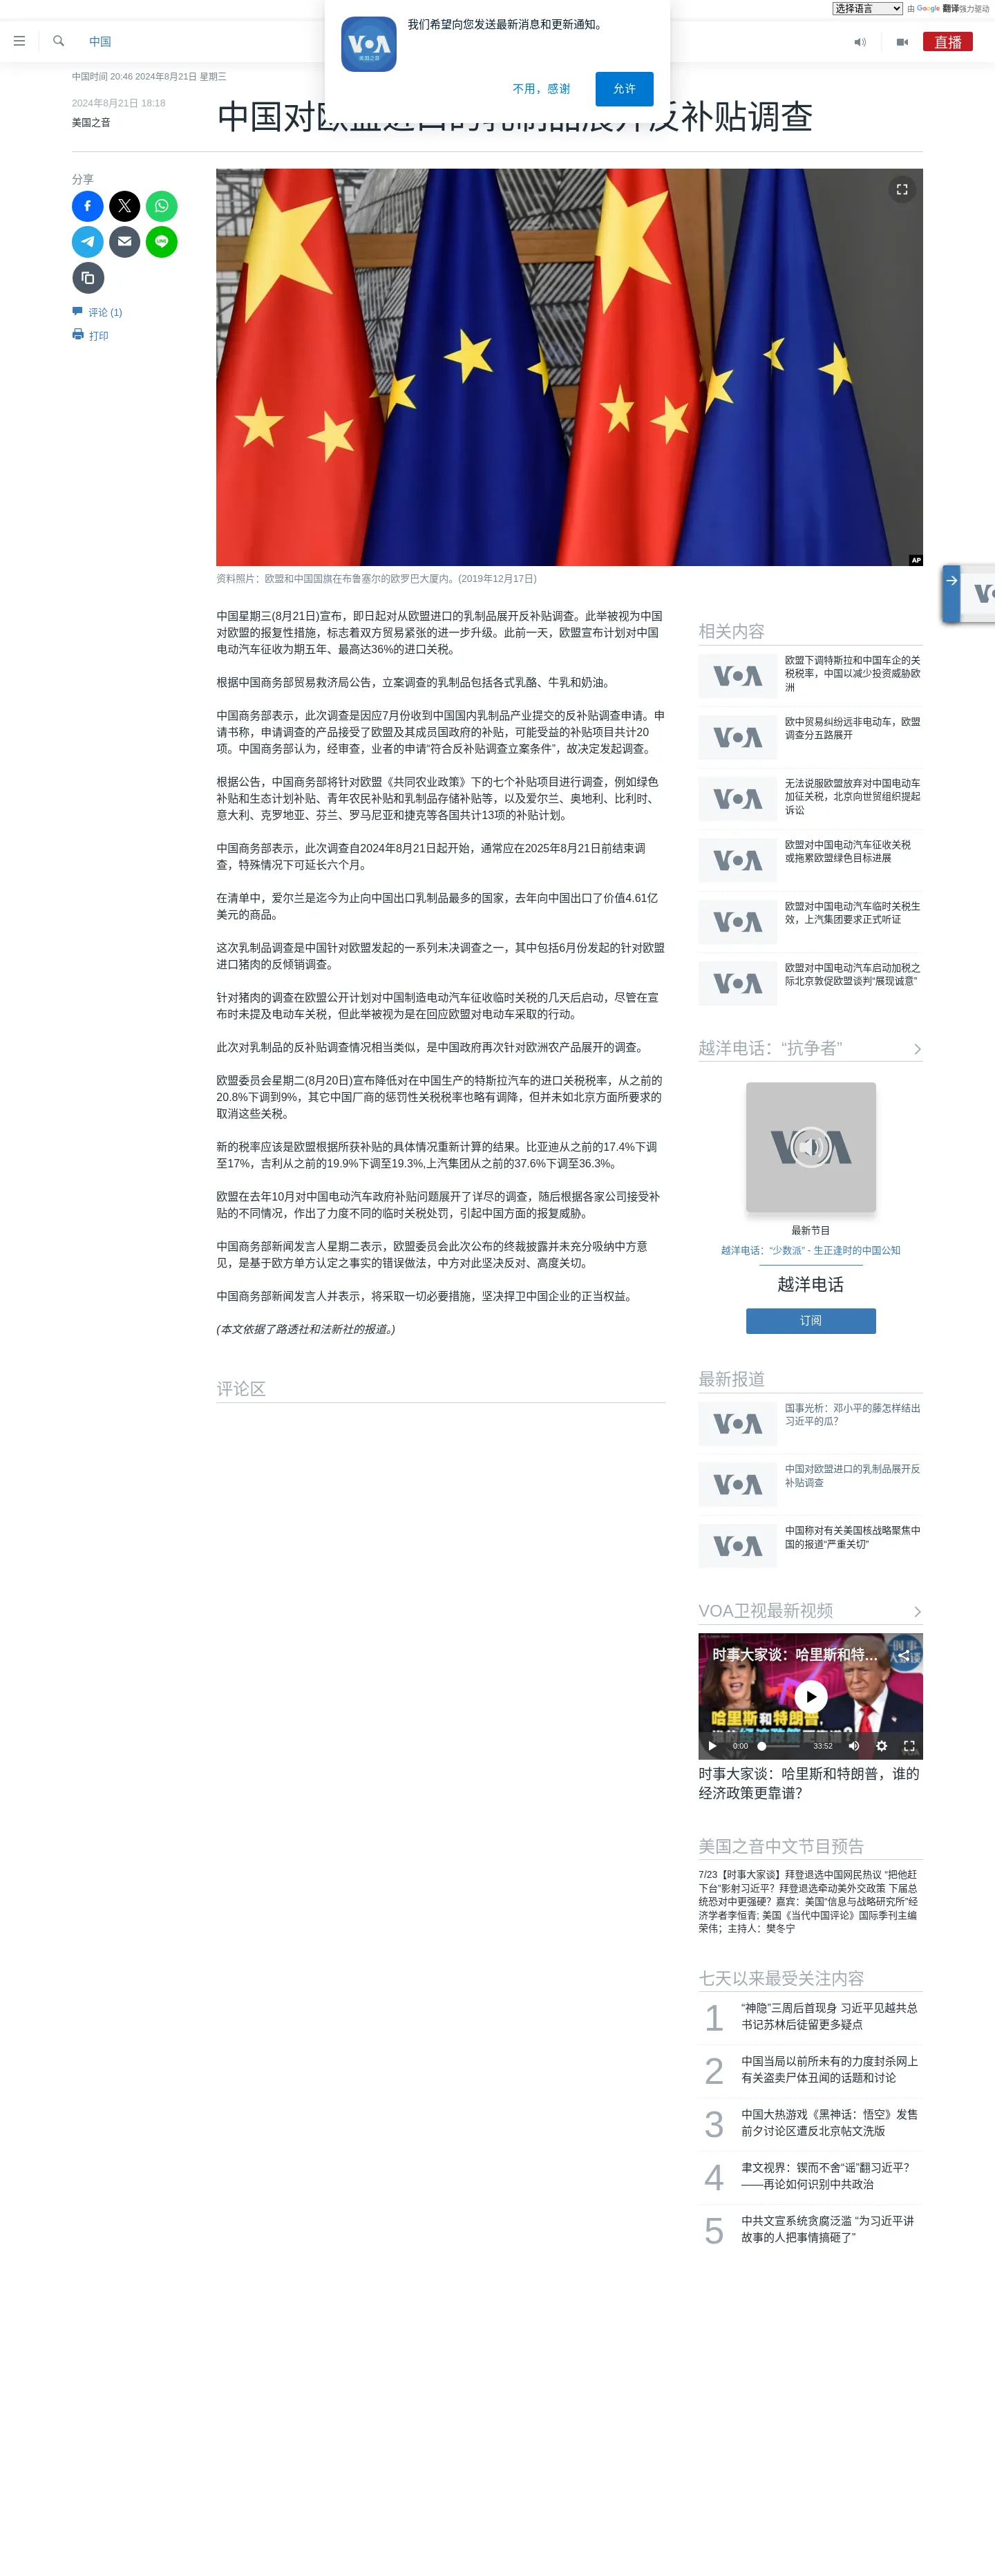 选择语言
由 Google 翻译强力驱动
我们希望向您发送最新消息和更新通知。
VOA
美国之音
不用，感谢
允许
中国
直播
中国时间 20:46 2024年8月21日 星期三
2024年8月21日 18:18
美国之音
中国对欧盟进口的乳制品展开反补贴调查
分享
LINE
评论 (1)
打印
AP
资料照片：欧盟和中国国旗在布鲁塞尔的欧罗巴大厦内。(2019年12月17日)
中国星期三(8月21日)宣布，即日起对从欧盟进口的乳制品展开反补贴调查。此举被视为中国
对欧盟的报复性措施，标志着双方贸易紧张的进一步升级。此前一天，欧盟宣布计划对中国
电动汽车征收为期五年、最高达36%的进口关税。
根据中国商务部贸易救济局公告，立案调查的乳制品包括各式乳酪、牛乳和奶油。
中国商务部表示，此次调查是因应7月份收到中国国内乳制品产业提交的反补贴调查申请。申
请书称，申请调查的产品接受了欧盟及其成员国政府的补贴，可能受益的补贴项目共计20
项。中国商务部认为，经审查，业者的申请“符合反补贴调查立案条件”，故决定发起调查。
根据公告，中国商务部将针对欧盟《共同农业政策》下的七个补贴项目进行调查，例如绿色
补贴和生态计划补贴、青年农民补贴和乳制品存储补贴等，以及爱尔兰、奥地利、比利时、
意大利、克罗地亚、芬兰、罗马尼亚和捷克等各国共计13项的补贴计划。
中国商务部表示，此次调查自2024年8月21日起开始，通常应在2025年8月21日前结束调
查，特殊情况下可延长六个月。
在清单中，爱尔兰是迄今为止向中国出口乳制品最多的国家，去年向中国出口了价值4.61亿
美元的商品。
这次乳制品调查是中国针对欧盟发起的一系列未决调查之一，其中包括6月份发起的针对欧盟
进口猪肉的反倾销调查。
针对猪肉的调查在欧盟公开计划对中国制造电动汽车征收临时关税的几天后启动，尽管在宣
布时未提及电动车关税，但此举被视为是在回应欧盟对电动车采取的行动。
此次对乳制品的反补贴调查情况相当类似，是中国政府再次针对欧洲农产品展开的调查。
欧盟委员会星期二(8月20日)宣布降低对在中国生产的特斯拉汽车的进口关税税率，从之前的
20.8%下调到9%，其它中国厂商的惩罚性关税税率也略有调降，但并未如北京方面所要求的
取消这些关税。
新的税率应该是欧盟根据所获补贴的具体情况重新计算的结果。比亚迪从之前的17.4%下调
至17%，吉利从之前的19.9%下调至19.3%,上汽集团从之前的37.6%下调至36.3%。
欧盟在去年10月对中国电动汽车政府补贴问题展开了详尽的调查，随后根据各家公司接受补
贴的不同情况，作出了力度不同的临时关税处罚，引起中国方面的报复威胁。
中国商务部新闻发言人星期二表示，欧盟委员会此次公布的终裁披露并未充分吸纳中方意
见，是基于欧方单方认定之事实的错误做法，中方对此坚决反对、高度关切。
中国商务部新闻发言人并表示，将采取一切必要措施，坚决捍卫中国企业的正当权益。
(本文依据了路透社和法新社的报道。)
评论区
相关内容
VOA
欧盟下调特斯拉和中国车企的关
税税率，中国以减少投资威胁欧
洲
VOA
欧中贸易纠纷远非电动车，欧盟
调查分五路展开
VOA
无法说服欧盟放弃对中国电动车
加征关税，北京向世贸组织提起
诉讼
VOA
欧盟对中国电动汽车征收关税
或拖累欧盟绿色目标进展
VOA
欧盟对中国电动汽车临时关税生
效，上汽集团要求正式听证
VOA
欧盟对中国电动汽车启动加税之
际北京敦促欧盟谈判“展现诚意”
越洋电话：“抗争者”
VOA
最新节目
越洋电话：“少数派” - 生正逢时的中国公知
越洋电话
订阅
最新报道
VOA
国事光析：邓小平的藤怎样结出
习近平的瓜？
VOA
中国对欧盟进口的乳制品展开反
补贴调查
VOA
中国称对有关美国核战略聚焦中
国的报道“严重关切”
VOA卫视最新视频
时事大家谈：哈里斯和特…
哈里斯和特朗普，
0:00
33:52
时事大家谈：哈里斯和特朗普，谁的
经济政策更靠谱？
美国之音中文节目预告
7/23【时事大家谈】拜登退选中国网民热议 “把他赶
下台”影射习近平？拜登退选牵动美外交政策 下届总
统恐对中更强硬？嘉宾：美国“信息与战略研究所”经
济学者李恒青; 美国《当代中国评论》国际季刊主编
荣伟；主持人：樊冬宁
七天以来最受关注内容
1
“神隐”三周后首现身 习近平见越共总
书记苏林后徒留更多疑点
2
中国当局以前所未有的力度封杀网上
有关盗卖尸体丑闻的话题和讨论
3
中国大热游戏《黑神话：悟空》发售
前夕讨论区遭反北京帖文洗版
4
聿文视界：锲而不舍“谣”翻习近平？
——再论如何识别中共政治
5
中共文宣系统贪腐泛滥 “为习近平讲
故事的人把事情搞砸了”